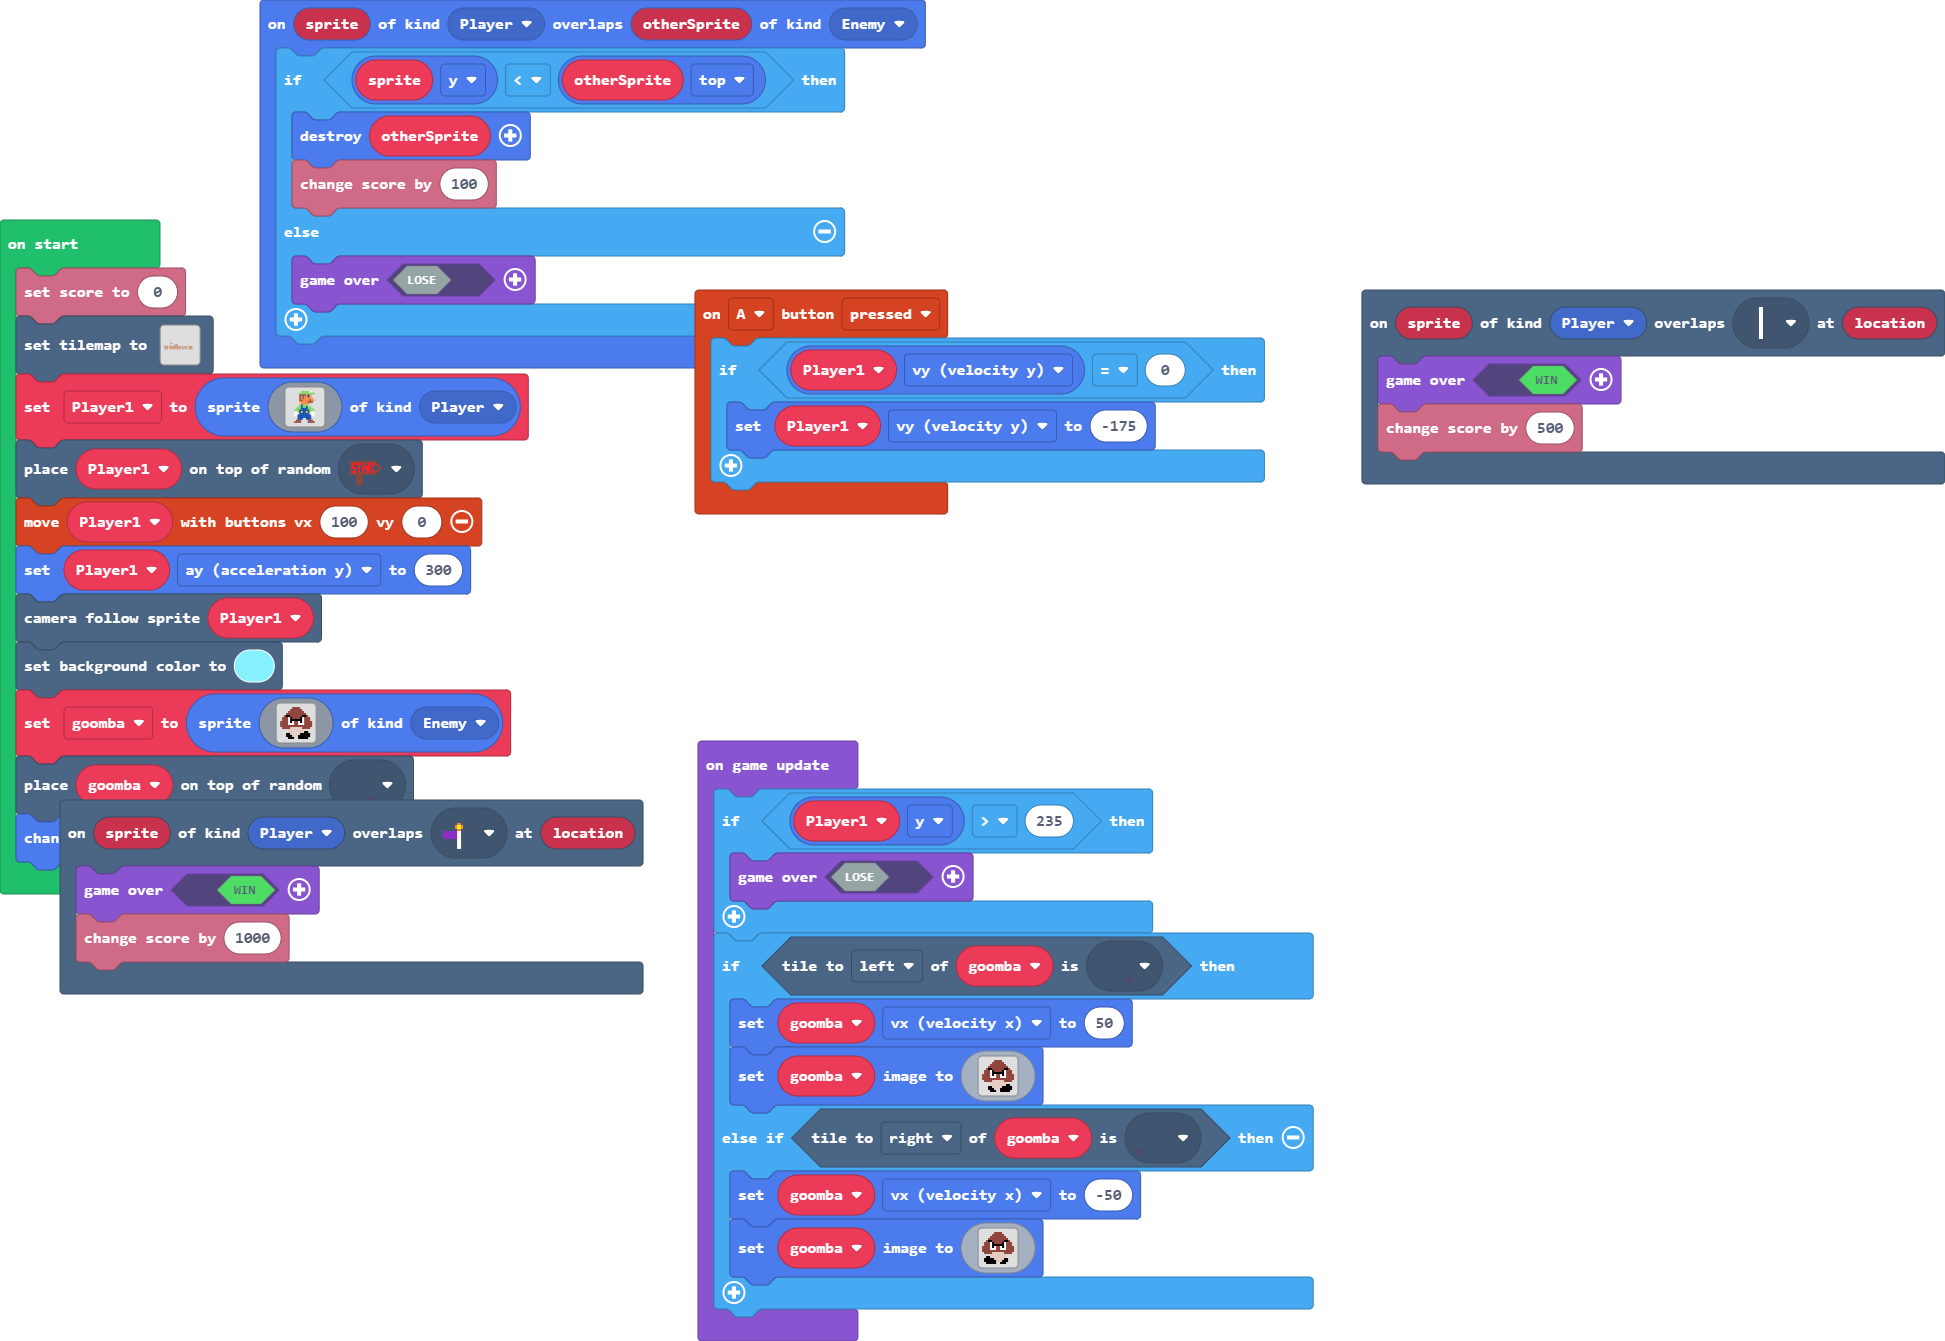 on sprite of kind Player overlaps otherSprite of kind Enemy
if sprite y < otherSprite top then
destroy otherSprite
change score by 100
else
game over LOSE
on start
set score to 0
set tilemap to
set Player1 to sprite of kind Player
place Player1 on top of random START
move Player1 with buttons vx 100 vy 0
set Player1 ay (acceleration y) to 300
camera follow sprite Player1
set background color to
set goomba to sprite of kind Enemy
place goomba on top of random
chan
on sprite of kind Player overlaps at location
game over WIN
change score by 1000
on A button pressed
if Player1 vy (velocity y) = 0 then
set Player1 vy (velocity y) to -175
on sprite of kind Player overlaps at location
game over WIN
change score by 500
on game update
if Player1 y > 235 then
game over LOSE
if tile to left of goomba is then
set goomba vx (velocity x) to 50
set goomba image to
else if tile to right of goomba is then
set goomba vx (velocity x) to -50
set goomba image to